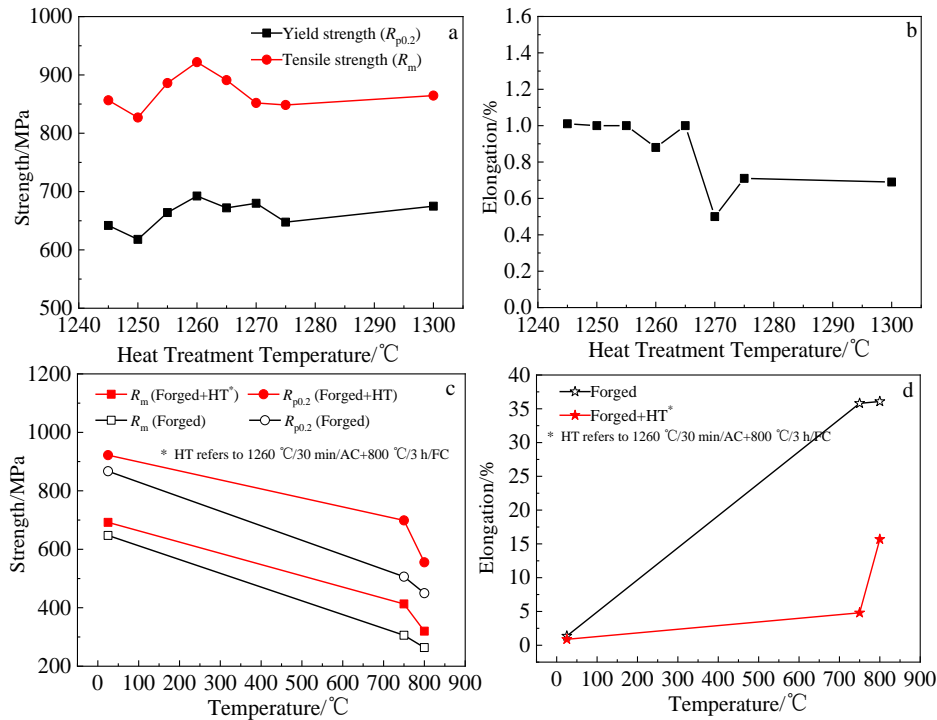 1000
900
800
700
600
500
Strength/MPa
Yield strength (Rp0.2)
Tensile strength (Rm)
a
1240 1250 1260 1270 1280 1290 1300
Heat Treatment Temperature/℃
1.6
1.4
1.2
1.0
0.8
0.6
0.4
0.2
0.0
Elongation/%
b
1240 1250 1260 1270 1280 1290 1300
Heat Treatment Temperature/℃
1200
1000
800
600
400
200
Strength/MPa
Rm (Forged+HT*) Rp0.2 (Forged+HT)
Rm (Forged) Rp0.2 (Forged)
c
* HT refers to 1260 ℃/30 min/AC+800 ℃/3 h/FC
0 100 200 300 400 500 600 700 800 900
Temperature/℃
40
35
30
25
20
15
10
5
0
Elongation/%
Forged
Forged+HT*
d
* HT refers to 1260 ℃/30 min/AC+800 ℃/3 h/FC
0 100 200 300 400 500 600 700 800 900
Temperature/℃